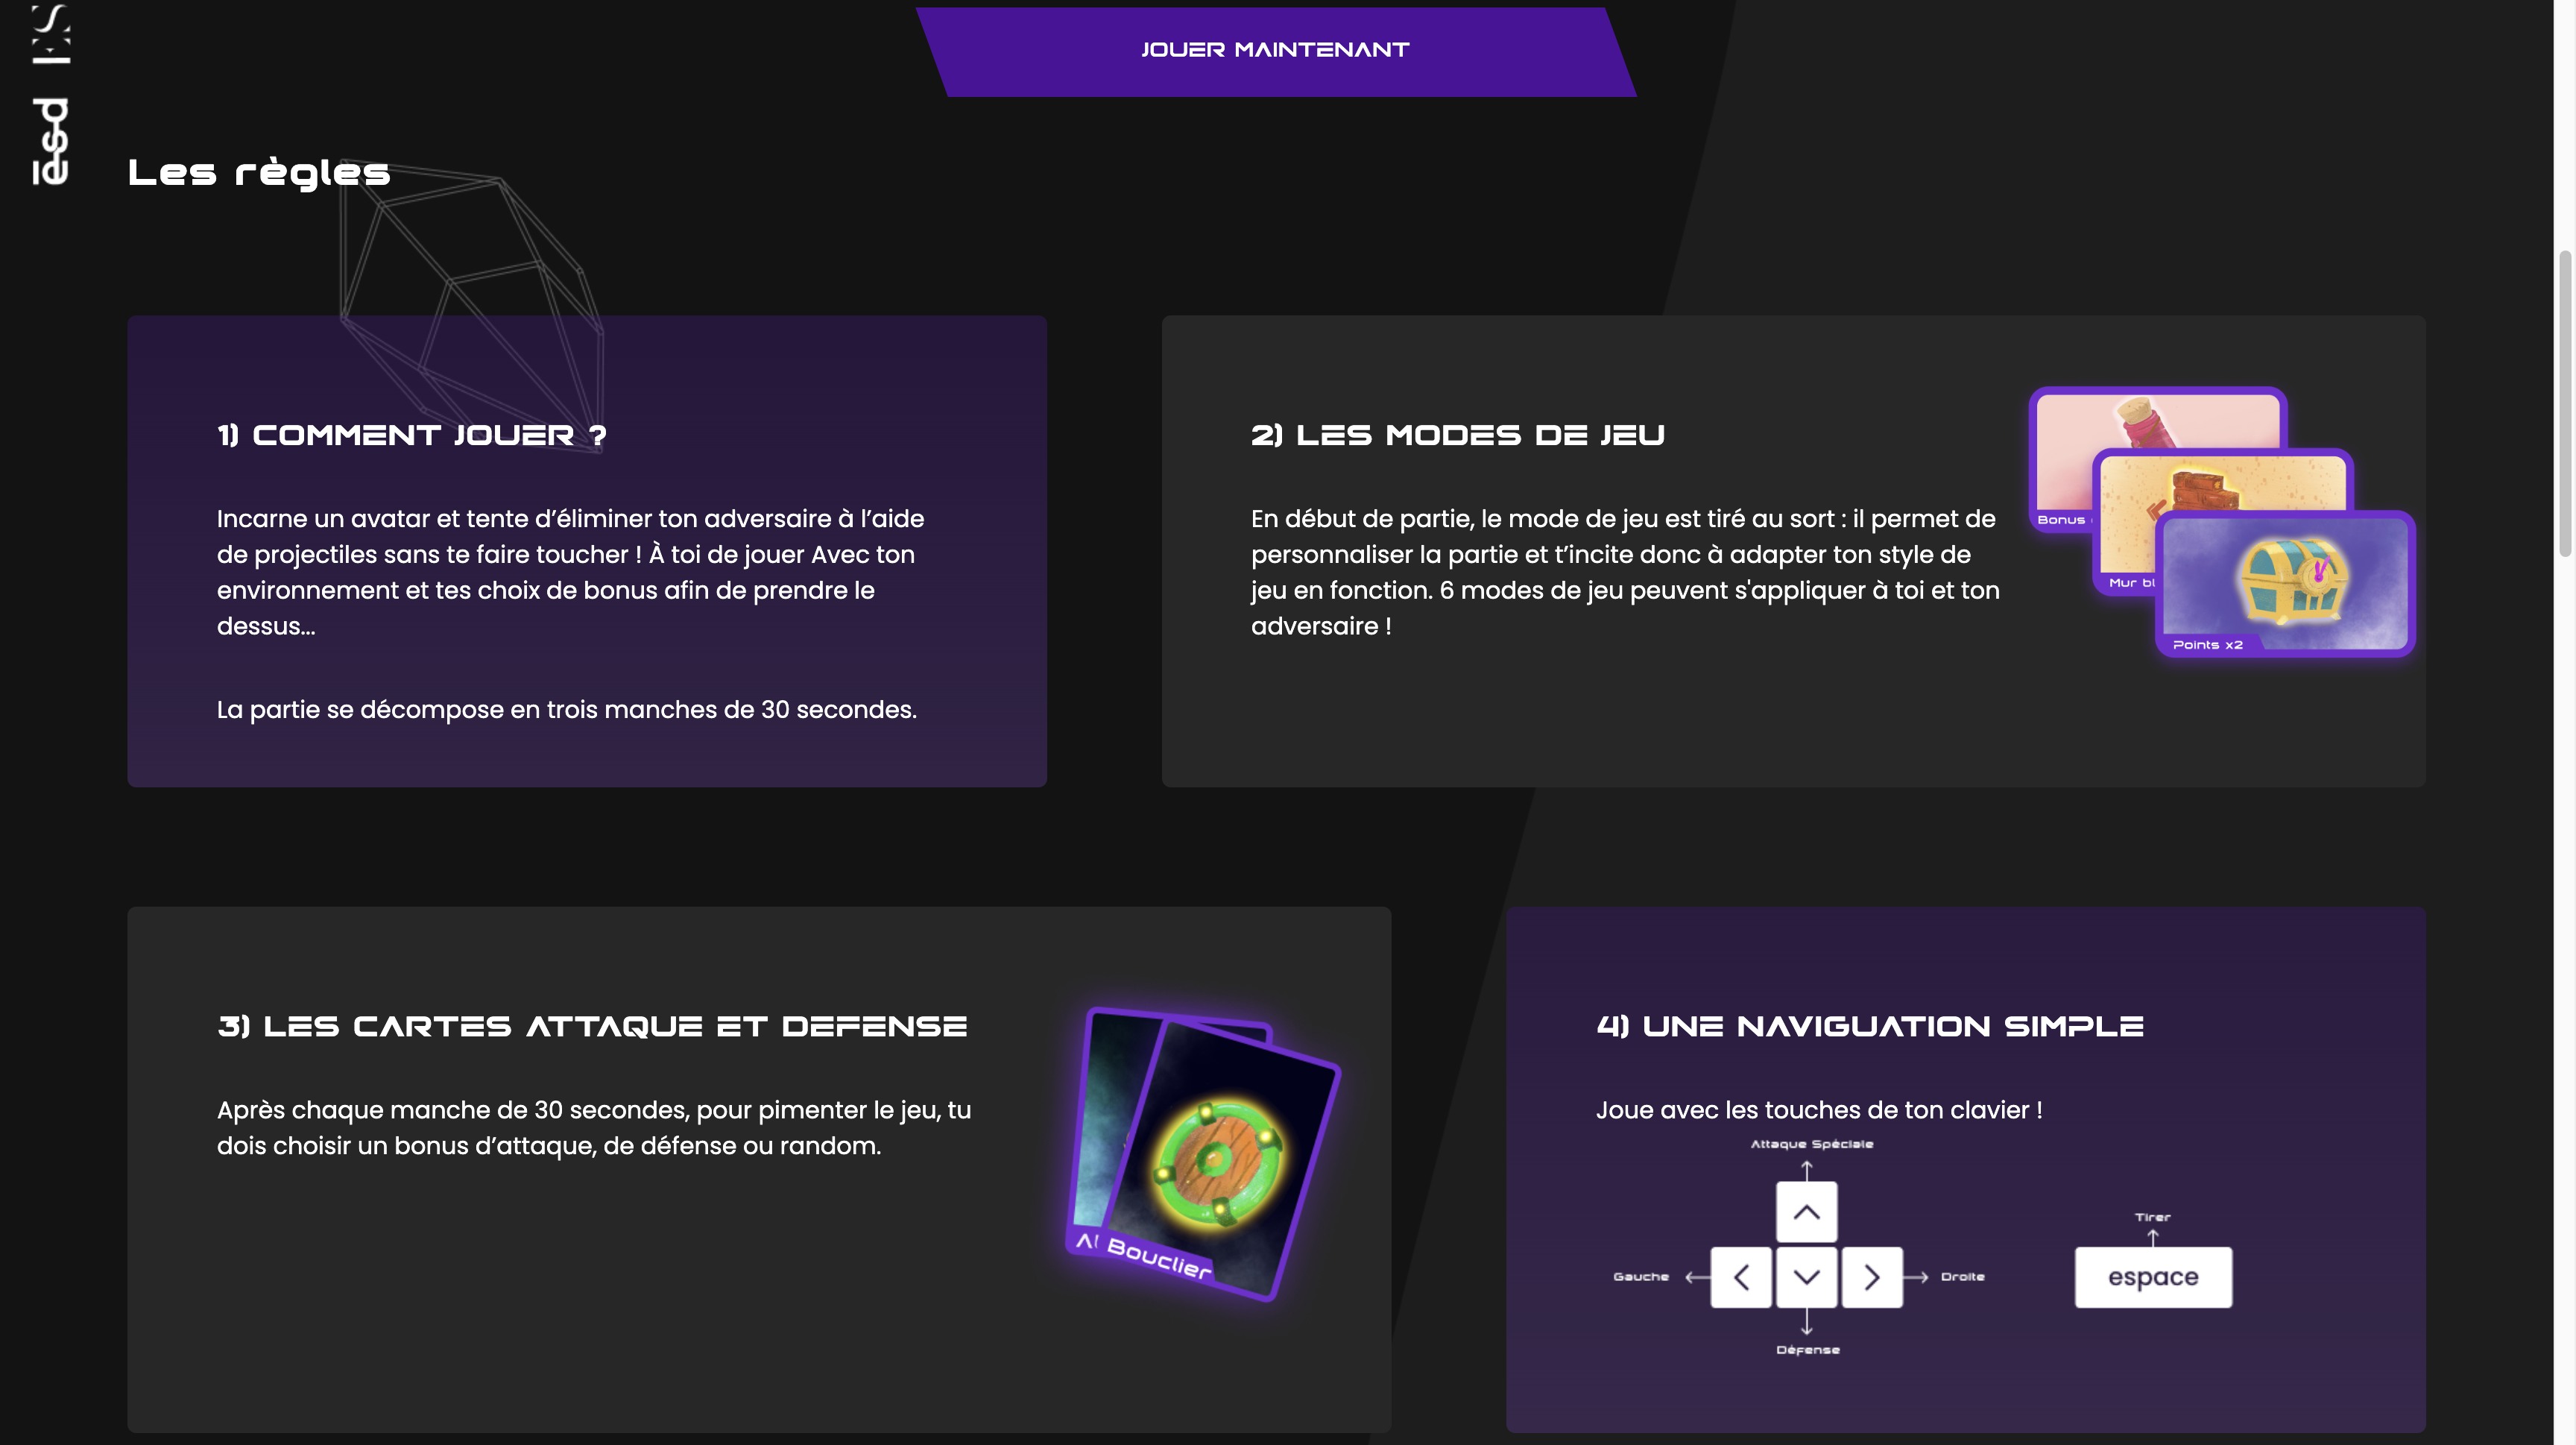 JOUER MAINTENANT
ēsd
Les règles
1) COMMENT JOUER ?
Incarne un avatar et tente d’éliminer ton adversaire à l’aide
de projectiles sans te faire toucher ! À toi de jouer Avec ton
environnement et tes choix de bonus afin de prendre le
dessus...
La partie se décompose en trois manches de 30 secondes.
2) LES MODES DE JEU
En début de partie, le mode de jeu est tiré au sort : il permet de
personnaliser la partie et t’incite donc à adapter ton style de
jeu en fonction. 6 modes de jeu peuvent s'appliquer à toi et ton
adversaire !
Bonus
Mur
Points x2
3) LES CARTES ATTAQUE ET DEFENSE
Après chaque manche de 30 secondes, pour pimenter le jeu, tu
dois choisir un bonus d’attaque, de défense ou random.
Bouclier
4) UNE NAVIGUATION SIMPLE
Joue avec les touches de ton clavier !
Attaque Spéciale
Tirer
Gauche
Droite
espace
Défense